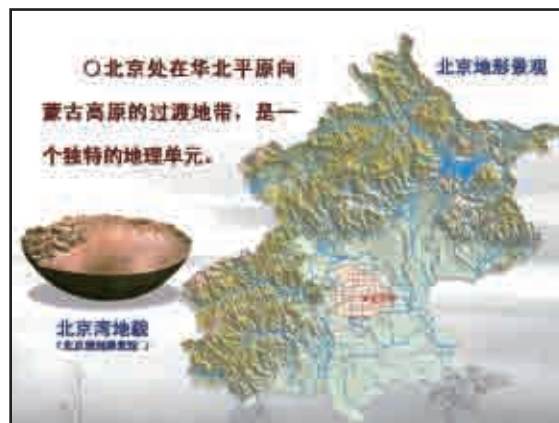 〇北京处在华北平原向
蒙古高原的过渡地带，是一
个独特的地理单元。
北京地形景观
北京湾地貌